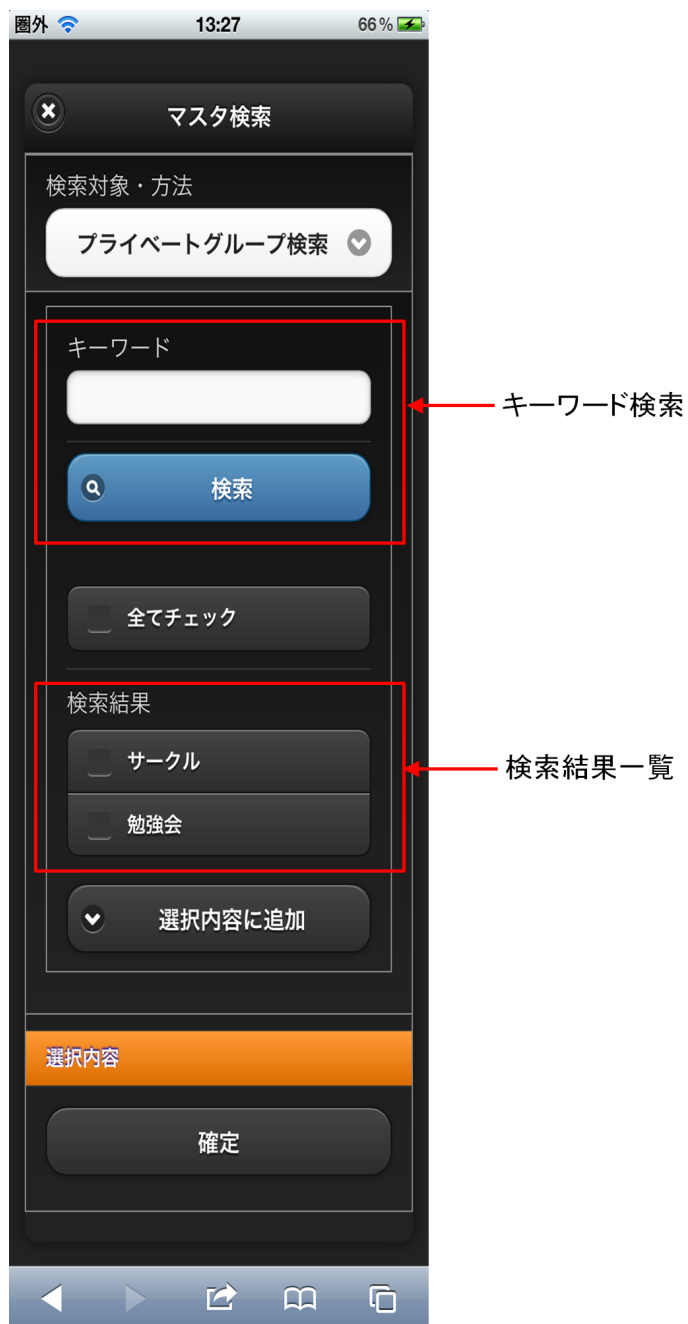 圏外 13:27 66%
マスタ検索
検索対象・方法
プライベートグループ検索
キーワード
キーワード検索
検索
全てチェック
検索結果
サークル
検索結果一覧
勉強会
選択内容に追加
選択内容
確定